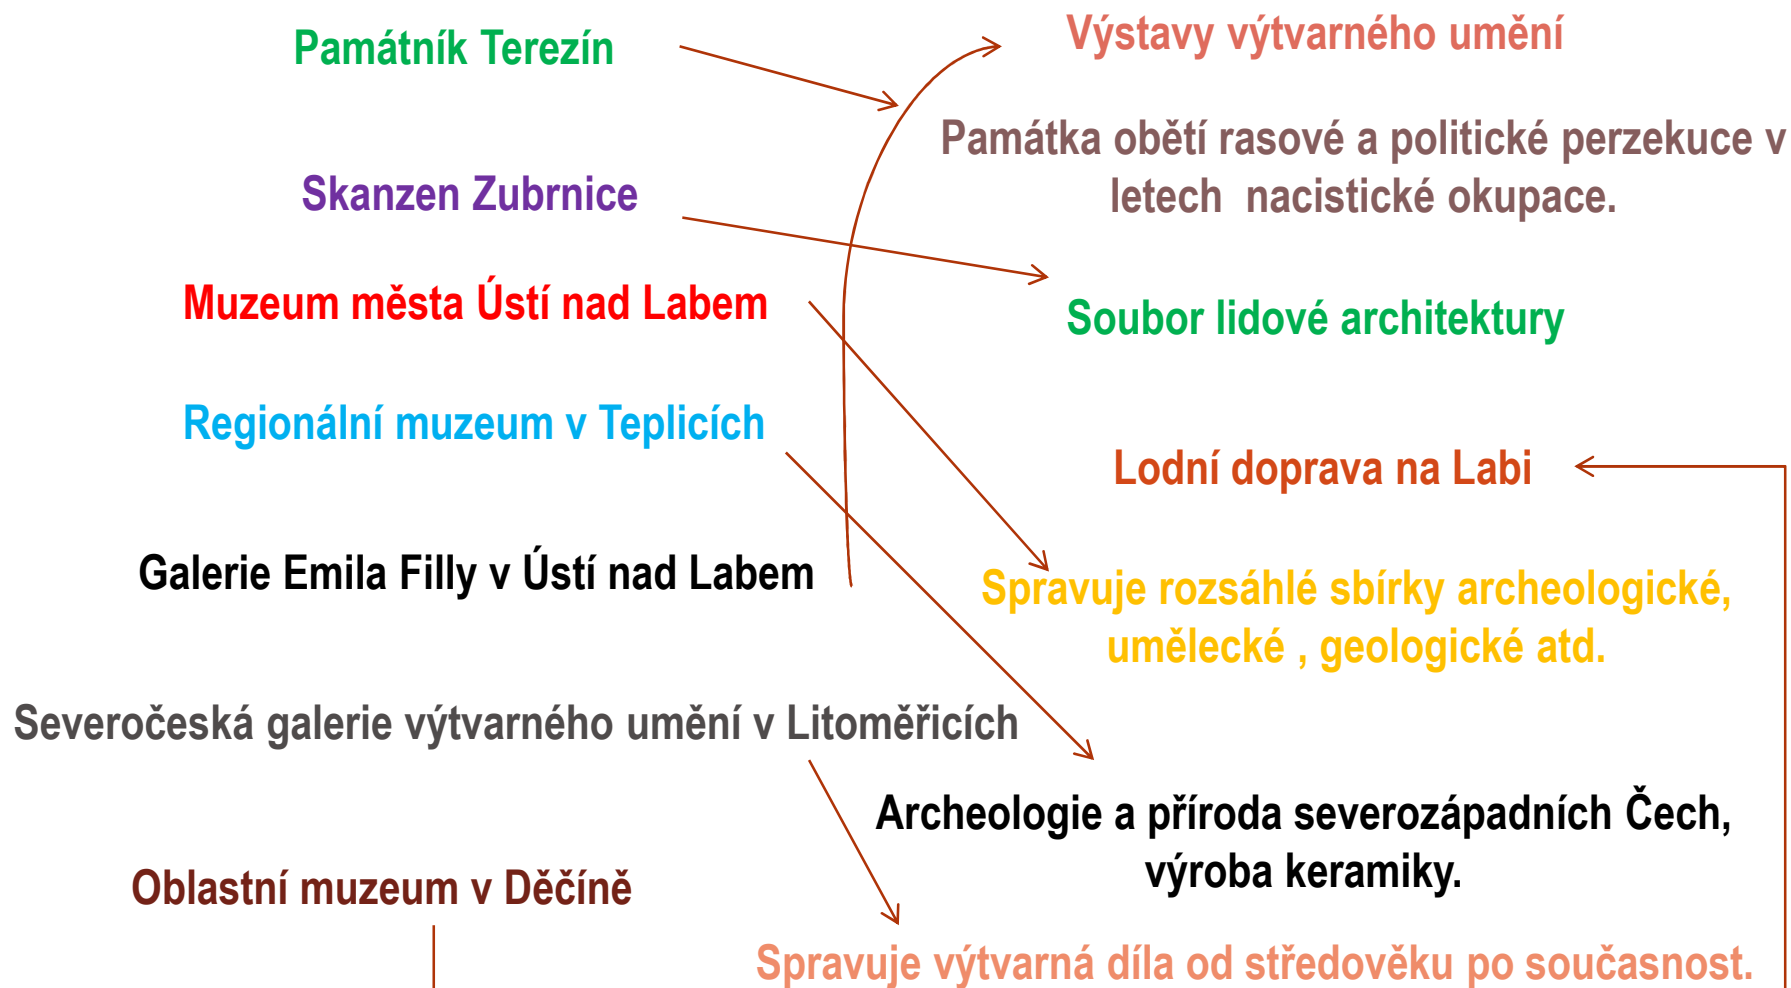 Památník Terezín
Výstavy výtvarného umění
Památka obětí rasové a politické perzekuce v
letech  nacistické okupace.
Skanzen Zubrnice
Muzeum města Ústí nad Labem
Soubor lidové architektury
Regionální muzeum v Teplicích
Lodní doprava na Labi
Galerie Emila Filly v Ústí nad Labem
Spravuje rozsáhlé sbírky archeologické,
umělecké , geologické atd.
Severočeská galerie výtvarného umění v Litoměřicích
Archeologie a příroda severozápadních Čech,
výroba keramiky.
Oblastní muzeum v Děčíně
Spravuje výtvarná díla od středověku po současnost.